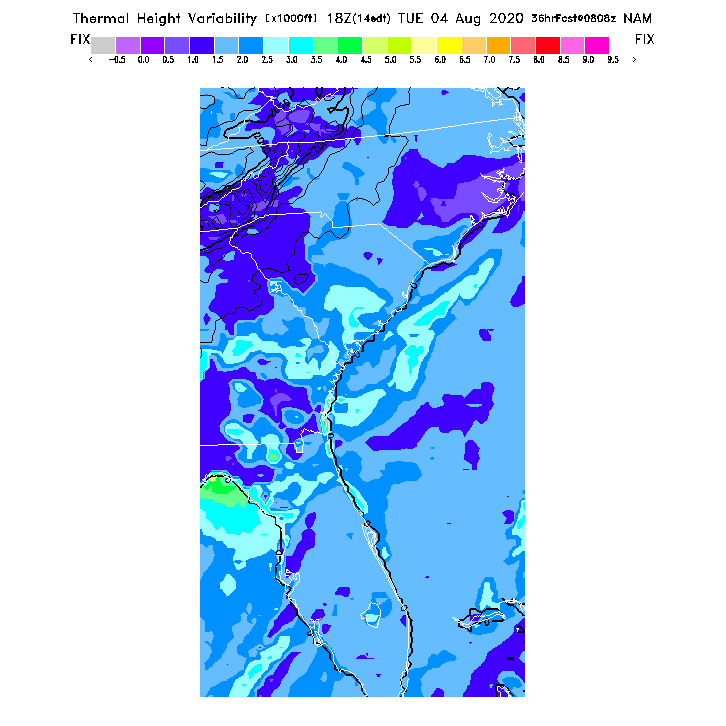 Thermal Height Variability [x1000ft] 18Z(14edt) TUE 04 Aug 2020 36hrFcst@0808z NAM
FIX FIX
< -0.5 0.0 0.5 1.0 1.5 2.0 2.5 3.0 3.5 4.0 4.5 5.0 5.5 6.0 6.5 7.0 7.5 8.0 8.5 9.0 9.5 >